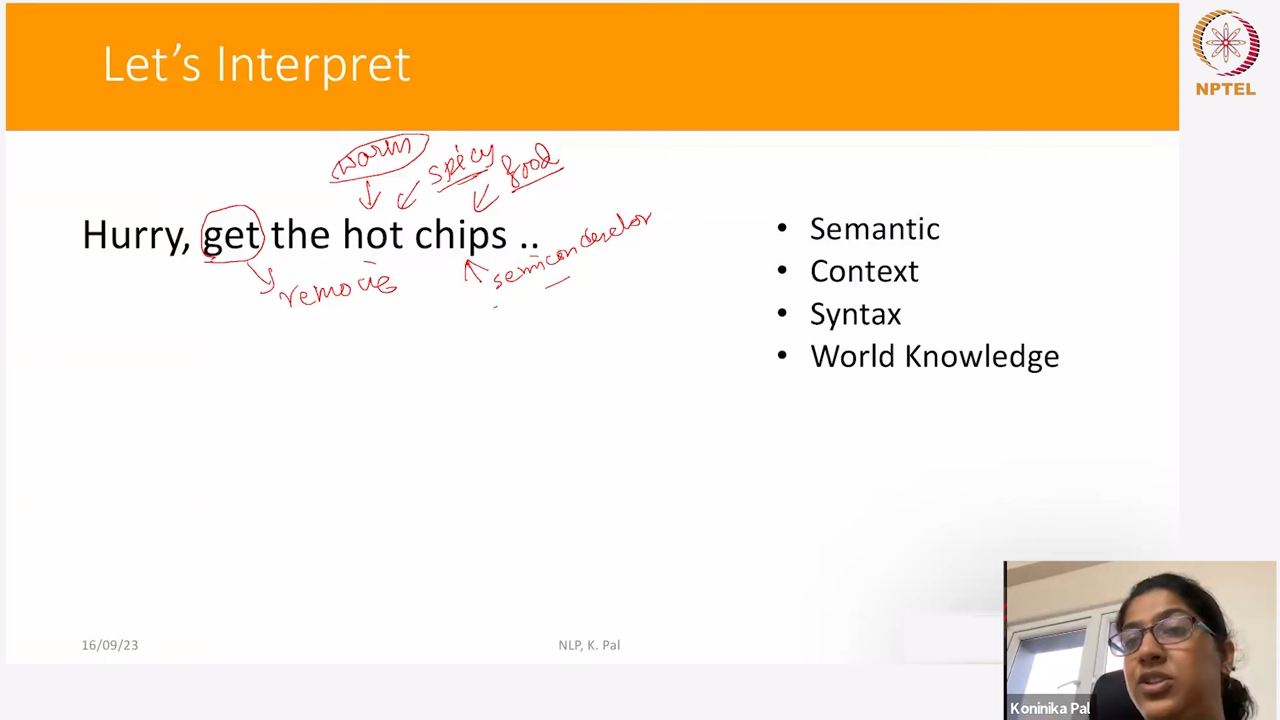 Let's Interpret
NPTEL
warm
spicy
food
Hurry, get the hot chips ..
remove
semiconductor
• Semantic
• Context
• Syntax
• World Knowledge
16/09/23
NLP, K. Pal
Koninika Pal